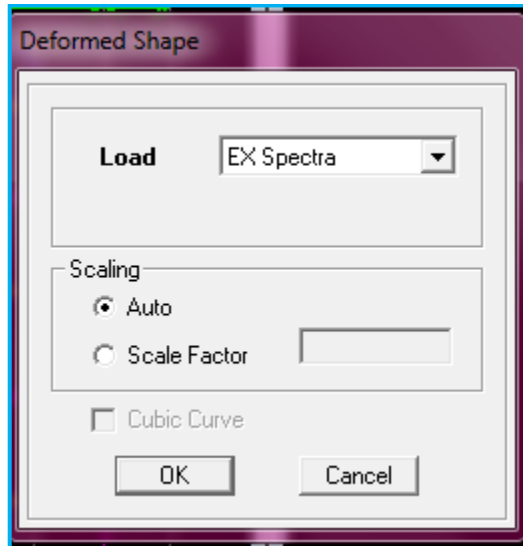 Deformed Shape
Load EX Spectra
Scaling
Auto
Scale Factor
Cubic Curve
OK Cancel